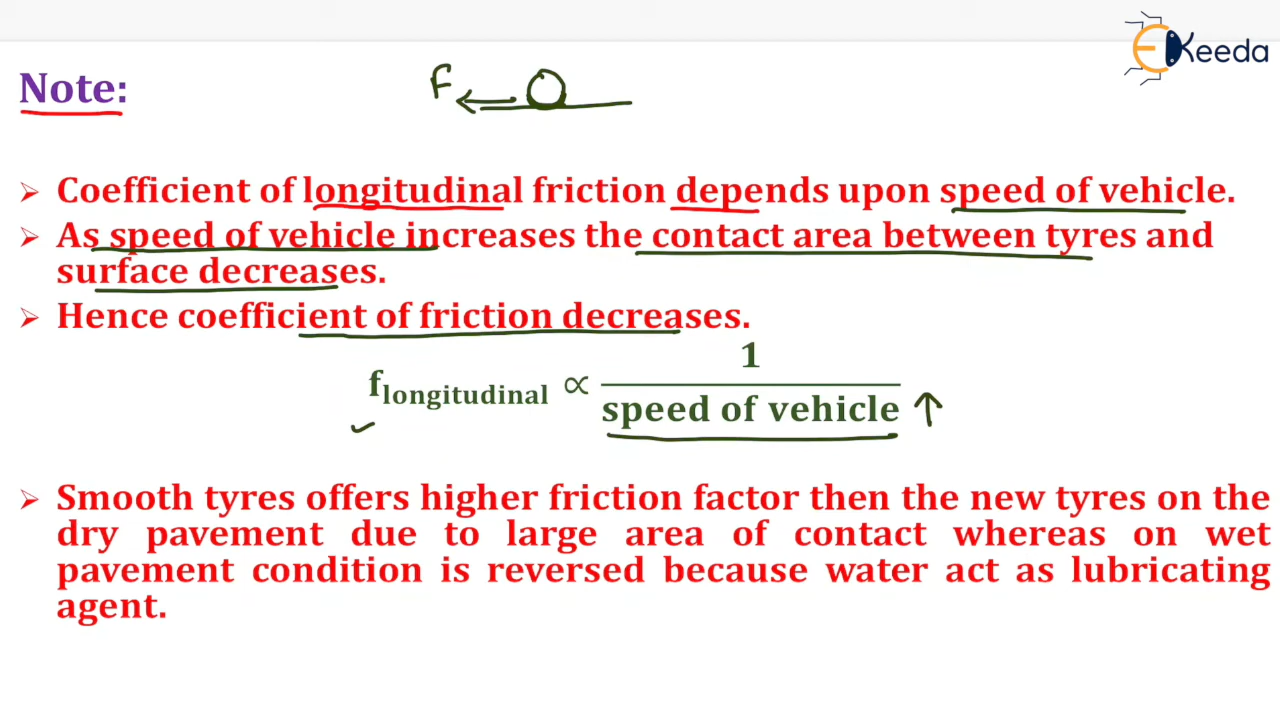 EKeeda
Note:
F
➢ Coefficient of longitudinal friction depends upon speed of vehicle.
➢ As speed of vehicle increases the contact area between tyres and
surface decreases.
➢ Hence coefficient of friction decreases.
1
f longitudinal ∝
speed of vehicle ↑
➢ Smooth tyres offers higher friction factor then the new tyres on the
dry pavement due to large area of contact whereas on wet
pavement condition is reversed because water act as lubricating
agent.